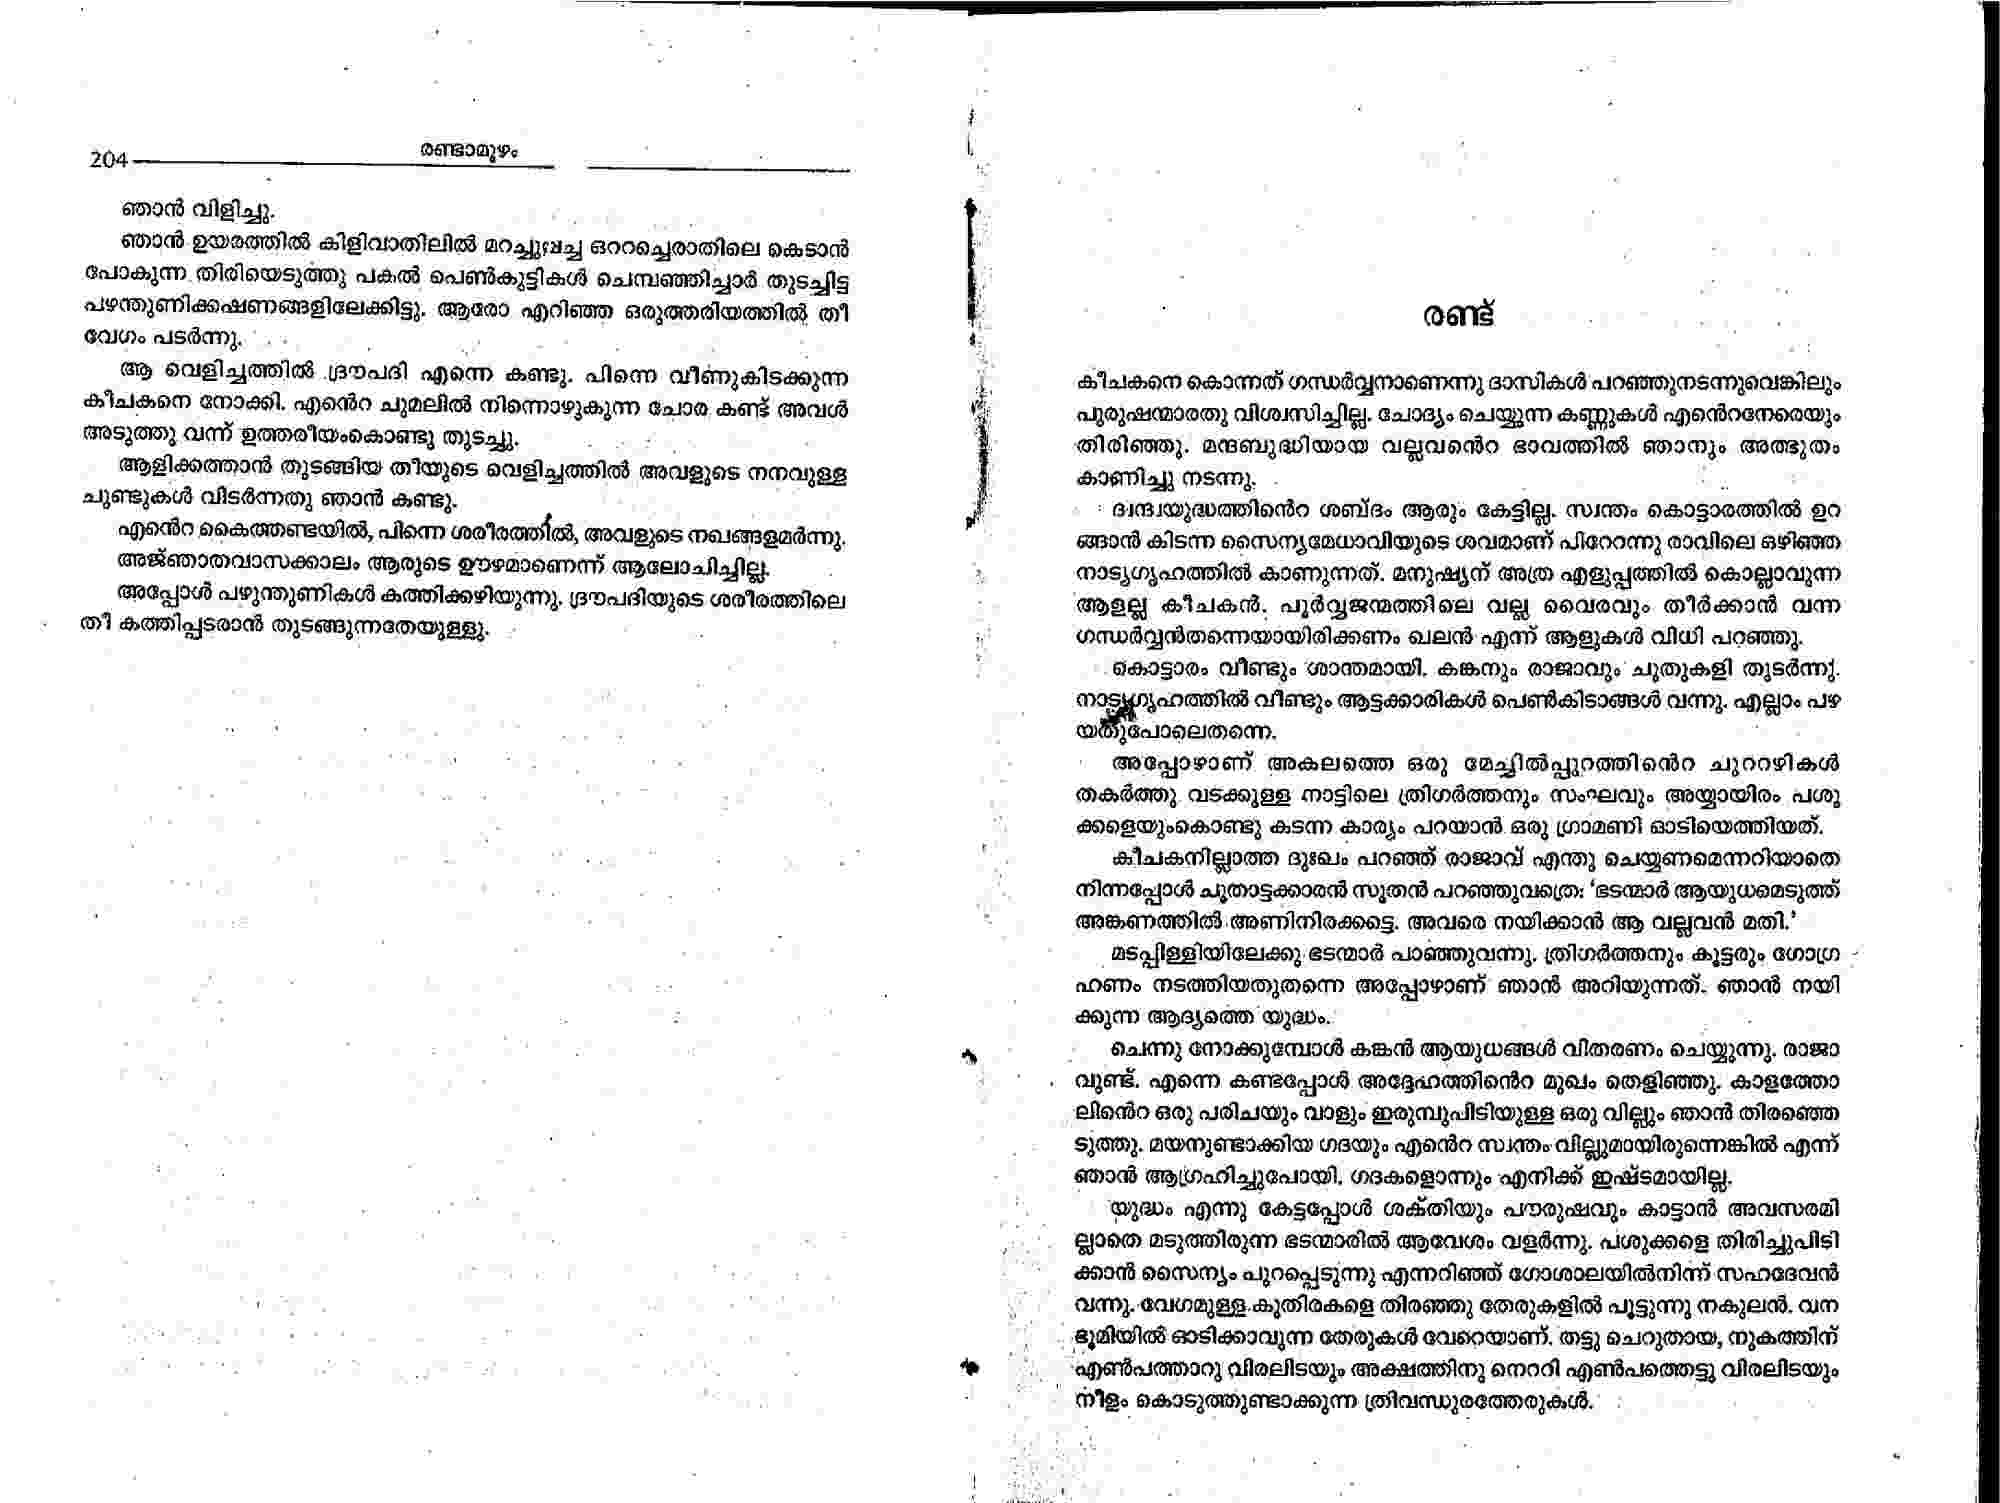 204
രണ്ടാമൂഴം
ഞാൻ വിളിച്ചു.
ഞാൻ ഉയരത്തിൽ കിളിവാതിലിൽ മറച്ചുവച്ച ഒററച്ചെരാതിലെ കെടാൻ
പോകുന്ന തിരിയെടുത്തു പകൽ പെൺകുട്ടികൾ ചെമ്പഞ്ഞിച്ചാർ തുടച്ചിട്ട
പഴന്തുണിക്കഷണങ്ങളിലേക്കിട്ടു. ആരോ എറിഞ്ഞ ഒരുത്തരിയത്തിൽ തീ
വേഗം പടർന്നു.
ആ വെളിച്ചത്തിൽ ദ്രൗപദി എന്നെ കണ്ടു. പിന്നെ വീണുകിടക്കുന്ന
കീചകനെ നോക്കി. എന്റെ ചുമലിൽ നിന്നൊഴുകുന്ന ചോര കണ്ട് അവൾ
അടുത്തു വന്ന് ഉത്തരീയംകൊണ്ടു തുടച്ചു.
ആളിക്കത്താൻ തുടങ്ങിയ തീയുടെ വെളിച്ചത്തിൽ അവളുടെ നനവുള്ള
ചുണ്ടുകൾ വിടർന്നതു ഞാൻ കണ്ടു.
എന്റെ കൈത്തണ്ടയിൽ, പിന്നെ ശരീരത്തിൽ, അവളുടെ നഖങ്ങളമർന്നു.
അജ്ഞാതവാസക്കാലം ആരുടെ ഊഴമാണെന്ന് ആലോചിച്ചില്ല.
അപ്പോൾ പഴുന്തുണികൾ കത്തിക്കഴിയുന്നു. ദ്രൗപദിയുടെ ശരീരത്തിലെ
തീ കത്തിപ്പടരാൻ തുടങ്ങുന്നതേയുള്ളു.
രണ്ട്
കീചകനെ കൊന്നത് ഗന്ധർവ്വനാണെന്നു ദാസികൾ പറഞ്ഞുനടന്നുവെങ്കിലും
പുരുഷന്മാരതു വിശ്വസിച്ചില്ല. ചോദ്യം ചെയ്യുന്ന കണ്ണുകൾ എന്റെനേരെയും
തിരിഞ്ഞു. മന്ദബുദ്ധിയായ വല്ലവന്റെ ഭാവത്തിൽ ഞാനും അത്ഭുതം
കാണിച്ചു നടന്നു.
ദ്വന്ദ്വയുദ്ധത്തിന്റെ ശബ്ദം ആരും കേട്ടില്ല. സ്വന്തം കൊട്ടാരത്തിൽ ഉറ
ങ്ങാൻ കിടന്ന സൈന്യമേധാവിയുടെ ശവമാണ് പിറേറന്നു രാവിലെ ഒഴിഞ്ഞ
നാട്യഗൃഹത്തിൽ കാണുന്നത്. മനുഷ്യന് അത്ര എളുപ്പത്തിൽ കൊല്ലാവുന്ന
ആളല്ല കീചകൻ. പൂർവ്വജന്മത്തിലെ വല്ല വൈരവും തീർക്കാൻ വന്ന
ഗന്ധർവ്വൻതന്നെയായിരിക്കണം ഖലൻ എന്ന് ആളുകൾ വിധി പറഞ്ഞു.
കൊട്ടാരം വീണ്ടും ശാന്തമായി. കങ്കനും രാജാവും ചൂതുകളി തുടർന്നു.
നാട്യഗൃഹത്തിൽ വീണ്ടും ആട്ടക്കാരികൾ പെൺകിടാങ്ങൾ വന്നു. എല്ലാം പഴ
യതുപോലെതന്നെ.
അപ്പോഴാണ് അകലത്തെ ഒരു മേച്ചിൽപ്പുറത്തിന്റെ ചുററഴികൾ
തകർത്തു വടക്കുള്ള നാട്ടിലെ ത്രിഗർത്തനും സംഘവും അയ്യായിരം പശു
ക്കളെയുംകൊണ്ടു കടന്ന കാര്യം പറയാൻ ഒരു ഗ്രാമണി ഓടിയെത്തിയത്.
കീചകനില്ലാത്ത ദുഃഖം പറഞ്ഞ് രാജാവ് എന്തു ചെയ്യണമെന്നറിയാതെ
നിന്നപ്പോൾ ചൂതാട്ടക്കാരൻ സൂതൻ പറഞ്ഞുവത്രെ: ‘ഭടന്മാർ ആയുധമെടുത്ത്
അങ്കണത്തിൽ അണിനിരക്കട്ടെ. അവരെ നയിക്കാൻ ആ വല്ലവൻ മതി.’
മടപ്പിള്ളിയിലേക്കു ഭടന്മാർ പാഞ്ഞുവന്നു. ത്രിഗർത്തനും കൂട്ടരും ഗോഗ്ര
ഹണം നടത്തിയതുതന്നെ അപ്പോഴാണ് ഞാൻ അറിയുന്നത്. ഞാൻ നയി
ക്കുന്ന ആദ്യത്തെ യുദ്ധം.
ചെന്നു നോക്കുമ്പോൾ കങ്കൻ ആയുധങ്ങൾ വിതരണം ചെയ്യുന്നു. രാജാ
വുണ്ട്. എന്നെ കണ്ടപ്പോൾ അദ്ദേഹത്തിന്റെ മുഖം തെളിഞ്ഞു. കാളത്തോ
ലിന്റെ ഒരു പരിചയും വാളും ഇരുമ്പുപിടിയുള്ള ഒരു വില്ലും ഞാൻ തിരഞ്ഞെ
ടുത്തു. മയനുണ്ടാക്കിയ ഗദയും എന്റെ സ്വന്തം വില്ലുമായിരുന്നെങ്കിൽ എന്ന്
ഞാൻ ആഗ്രഹിച്ചുപോയി. ഗദകളൊന്നും എനിക്ക് ഇഷ്ടമായില്ല.
യുദ്ധം എന്നു കേട്ടപ്പോൾ ശക്തിയും പൗരുഷവും കാട്ടാൻ അവസരമി
ല്ലാതെ മടുത്തിരുന്ന ഭടന്മാരിൽ ആവേശം വളർന്നു. പശുക്കളെ തിരിച്ചുപിടി
ക്കാൻ സൈന്യം പുറപ്പെടുന്നു എന്നറിഞ്ഞ് ഗോശാലയിൽനിന്ന് സഹദേവൻ
വന്നു. വേഗമുള്ള കുതിരകളെ തിരഞ്ഞു തേരുകളിൽ പൂട്ടുന്നു നകുലൻ. വന
ഭൂമിയിൽ ഓടിക്കാവുന്ന തേരുകൾ വേറെയാണ്. തട്ടു ചെറുതായ, നുകത്തിന്
എൺപത്താറു വിരലിടയും അക്ഷത്തിനു നെററി എൺപത്തെട്ടു വിരലിടയും
നീളം കൊടുത്തുണ്ടാക്കുന്ന ത്രിവന്ധുരത്തേരുകൾ.